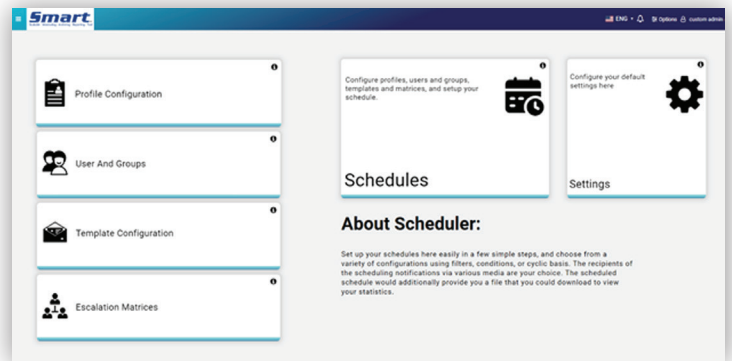 Smart
ENG
Options
custom admin
Profile Configuration
User And Groups
Template Configuration
Escalation Matrices
Configure profiles, users and groups,
templates and matrices, and setup your
schedule.
Schedules
Configure your default
settings here
Settings
About Scheduler:
Set up your schedules here easily in a few simple steps, and choose from a
variety of configurations using filters, conditions, or cyclic basis. The recipients of
the scheduling notifications via various media are your choice. The scheduled
schedule would additionally provide you a file that you could download to view
your statistics.